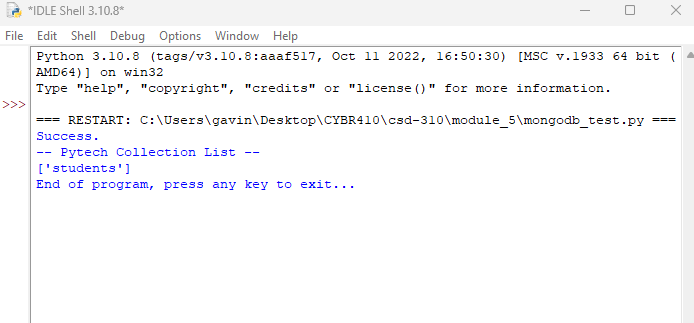 *IDLE Shell 3.10.8*
File Edit Shell Debug Options Window Help
Python 3.10.8 (tags/v3.10.8:aaaf517, Oct 11 2022, 16:50:30) [MSC v.1933 64 bit (
AMD64)] on win32
Type "help", "copyright", "credits" or "license()" for more information.
>>>
=== RESTART: C:\Users\gavin\Desktop\CYBR410\csd-310\module_5\mongodb_test.py ===
Success.
-- Pytech Collection List --
['students']
End of program, press any key to exit...